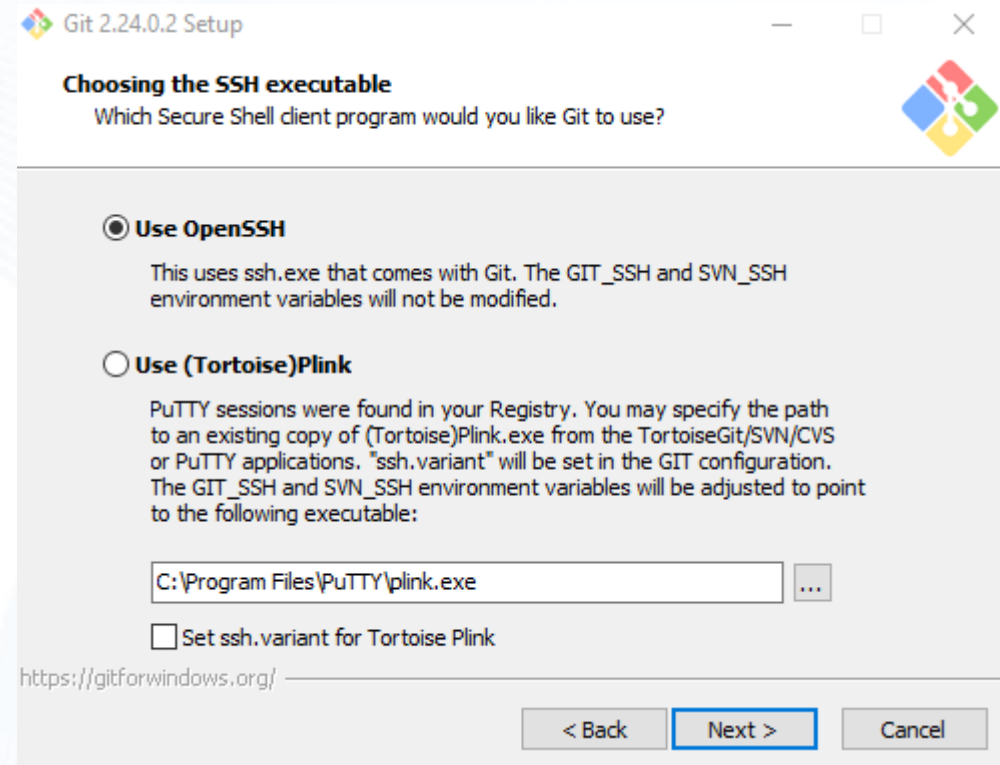 Git 2.24.0.2 Setup
Choosing the SSH executable
Which Secure Shell client program would you like Git to use?
Use OpenSSH
This uses ssh.exe that comes with Git. The GIT_SSH and SVN_SSH
environment variables will not be modified.
Use (Tortoise)Plink
PuTTY sessions were found in your Registry. You may specify the path
to an existing copy of (Tortoise)Plink.exe from the TortoiseGit/SVN/CVS
or PuTTY applications. "ssh.variant" will be set in the GIT configuration.
The GIT_SSH and SVN_SSH environment variables will be adjusted to point
to the following executable:
C:\Program Files\PuTTY\plink.exe
...
Set ssh.variant for Tortoise Plink
https://gitforwindows.org/
< Back
Next >
Cancel